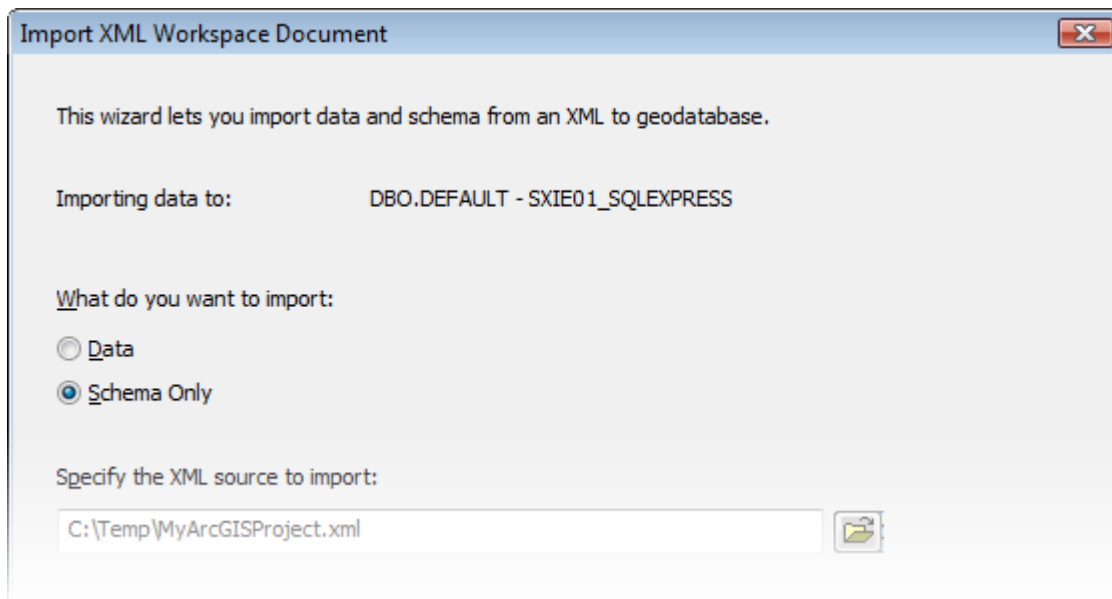 Import XML Workspace Document
This wizard lets you import data and schema from an XML to geodatabase.
Importing data to: DBO.DEFAULT - SXIE01_SQLEXPRESS
What do you want to import:
Data
Schema Only
Specify the XML source to import:
C:\Temp\MyArcGISProject.xml